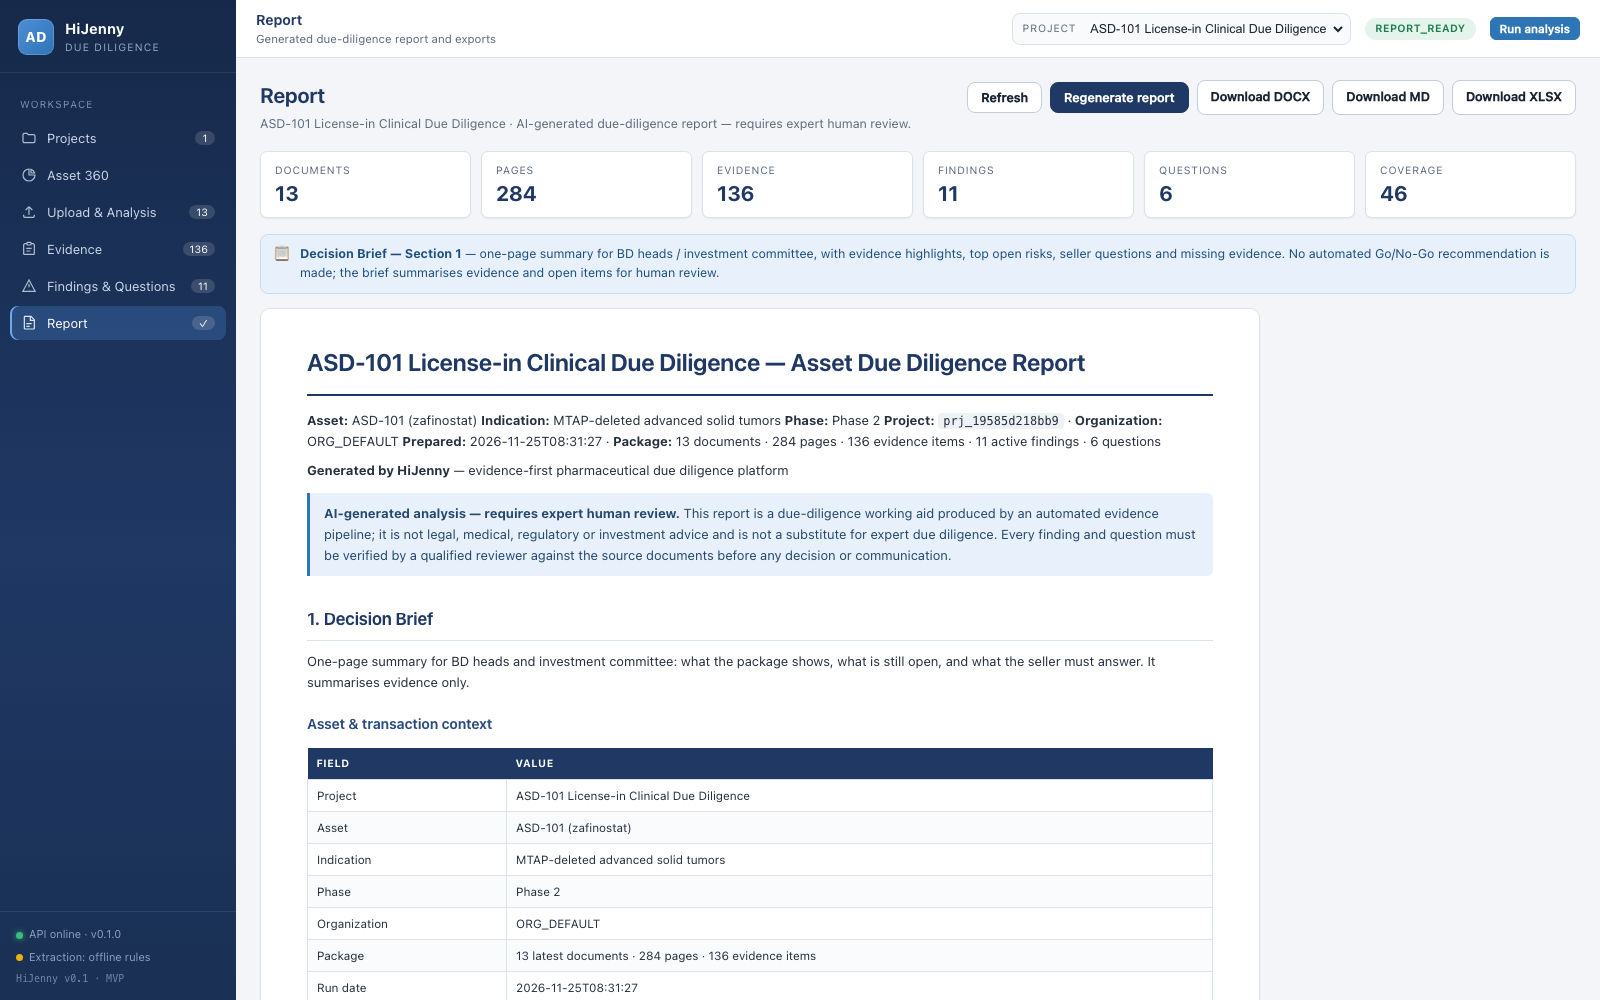 AD
HiJenny
DUE DILIGENCE
WORKSPACE
Projects 1
Asset 360
Upload & Analysis 13
Evidence 136
Findings & Questions 11
Report ✓
API online · v0.1.0
Extraction: offline rules
HiJenny v0.1 · MVP
Report
Generated due-diligence report and exports
PROJECT ASD-101 License-in Clinical Due Diligence
REPORT_READY
Run analysis
Report
ASD-101 License-in Clinical Due Diligence · AI-generated due-diligence report — requires expert human review.
Refresh
Regenerate report
Download DOCX
Download MD
Download XLSX
DOCUMENTS
13
PAGES
284
EVIDENCE
136
FINDINGS
11
QUESTIONS
6
COVERAGE
46
Decision Brief — Section 1 — one-page summary for BD heads / investment committee, with evidence highlights, top open risks, seller questions and missing evidence. No automated Go/No-Go recommendation is
made; the brief summarises evidence and open items for human review.
ASD-101 License-in Clinical Due Diligence — Asset Due Diligence Report
Asset: ASD-101 (zafinostat) Indication: MTAP-deleted advanced solid tumors Phase: Phase 2 Project: prj_19585d218bb9 · Organization:
ORG_DEFAULT Prepared: 2026-11-25T08:31:27 · Package: 13 documents · 284 pages · 136 evidence items · 11 active findings · 6 questions
Generated by HiJenny — evidence-first pharmaceutical due diligence platform
AI-generated analysis — requires expert human review. This report is a due-diligence working aid produced by an automated evidence
pipeline; it is not legal, medical, regulatory or investment advice and is not a substitute for expert due diligence. Every finding and question must
be verified by a qualified reviewer against the source documents before any decision or communication.
1. Decision Brief
One-page summary for BD heads and investment committee: what the package shows, what is still open, and what the seller must answer. It
summarises evidence only.
Asset & transaction context
FIELD VALUE
Project ASD-101 License-in Clinical Due Diligence
Asset ASD-101 (zafinostat)
Indication MTAP-deleted advanced solid tumors
Phase Phase 2
Organization ORG_DEFAULT
Package 13 latest documents · 284 pages · 136 evidence items
Run date 2026-11-25T08:31:27